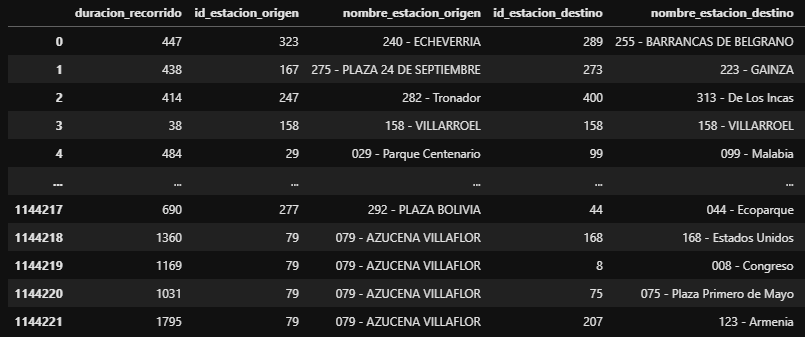 duracion_recorrido id_estacion_origen nombre_estacion_origen id_estacion_destino nombre_estacion_destino
0 447 323 240 - ECHEVERRIA 289 255 - BARRANCAS DE BELGRANO
1 438 167 275 - PLAZA 24 DE SEPTIEMBRE 273 223 - GAINZA
2 414 247 282 - Tronador 400 313 - De Los Incas
3 38 158 158 - VILLARROEL 158 158 - VILLARROEL
4 484 29 029 - Parque Centenario 99 099 - Malabia
... ... ... ... ... ...
1144217 690 277 292 - PLAZA BOLIVIA 44 044 - Ecoparque
1144218 1360 79 079 - AZUCENA VILLAFLOR 168 168 - Estados Unidos
1144219 1169 79 079 - AZUCENA VILLAFLOR 8 008 - Congreso
1144220 1031 79 079 - AZUCENA VILLAFLOR 75 075 - Plaza Primero de Mayo
1144221 1795 79 079 - AZUCENA VILLAFLOR 207 123 - Armenia